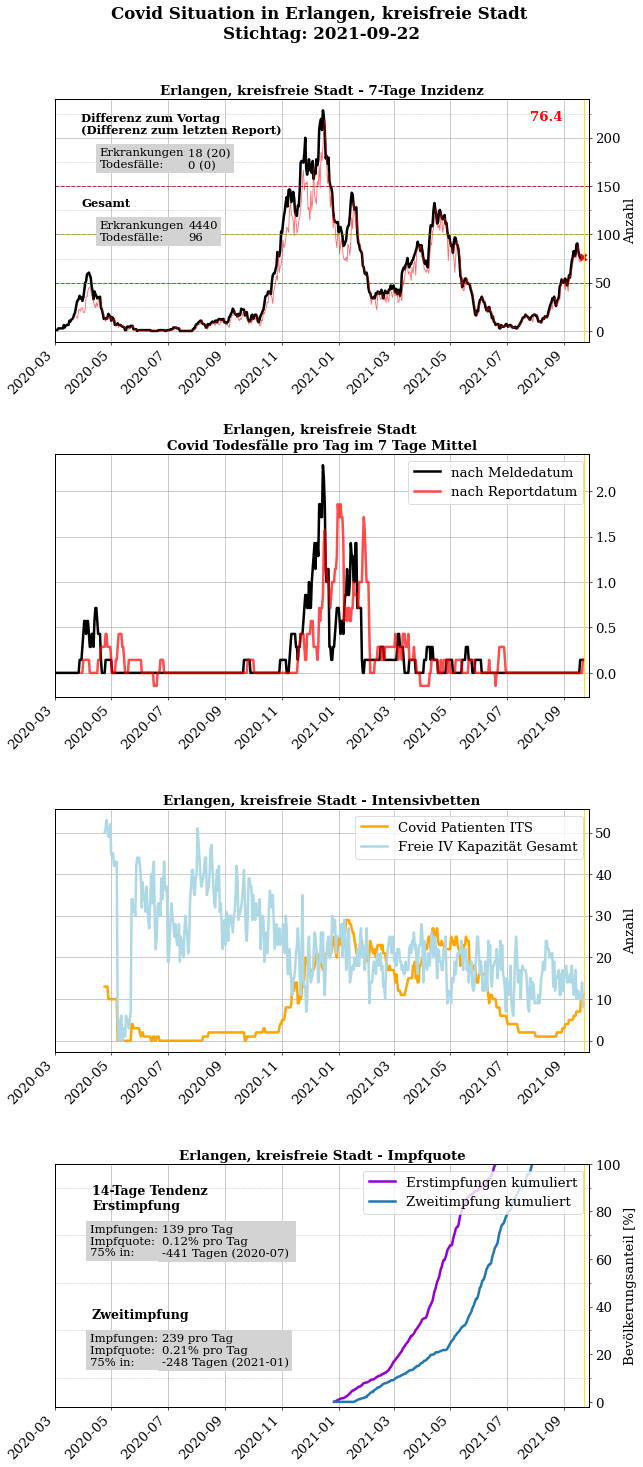 Covid Situation in Erlangen, kreisfreie Stadt
Stichtag: 2021-09-22
Erlangen, kreisfreie Stadt - 7-Tage Inzidenz
Differenz zum Vortag
(Differenz zum letzten Report)
Erkrankungen 18 (20)
Todesfälle: 0 (0)
Gesamt
Erkrankungen 4440
Todesfälle: 96
76.4
200
150
100
50
0
Anzahl
2020-03
2020-05
2020-07
2020-09
2020-11
2021-01
2021-03
2021-05
2021-07
2021-09
Erlangen, kreisfreie Stadt
Covid Todesfälle pro Tag im 7 Tage Mittel
nach Meldedatum
nach Reportdatum
2.0
1.5
1.0
0.5
0.0
2020-03
2020-05
2020-07
2020-09
2020-11
2021-01
2021-03
2021-05
2021-07
2021-09
Erlangen, kreisfreie Stadt - Intensivbetten
Covid Patienten ITS
Freie IV Kapazität Gesamt
50
40
30
20
10
0
Anzahl
2020-03
2020-05
2020-07
2020-09
2020-11
2021-01
2021-03
2021-05
2021-07
2021-09
Erlangen, kreisfreie Stadt - Impfquote
14-Tage Tendenz
Erstimpfung
Impfungen: 139 pro Tag
Impfquote: 0.12% pro Tag
75% in: -441 Tagen (2020-07)
Zweitimpfung
Impfungen: 239 pro Tag
Impfquote: 0.21% pro Tag
75% in: -248 Tagen (2021-01)
Erstimpfungen kumuliert
Zweitimpfung kumuliert
100
80
60
40
20
0
Bevölkerungsanteil [%]
2020-03
2020-05
2020-07
2020-09
2020-11
2021-01
2021-03
2021-05
2021-07
2021-09